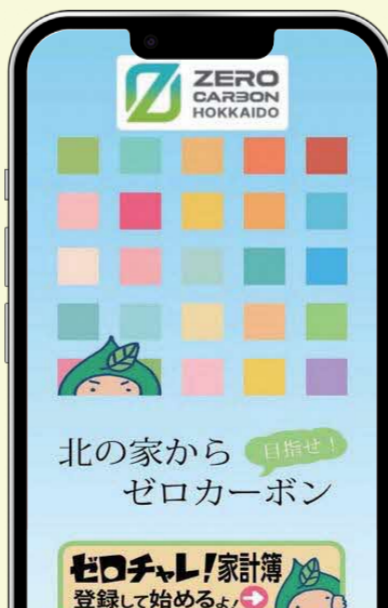 ZERO
CARBON
HOKKAIDO
北の家から
目指せ!
ゼロカーボン
ゼロチャレ!家計簿
登録して始めるよ!